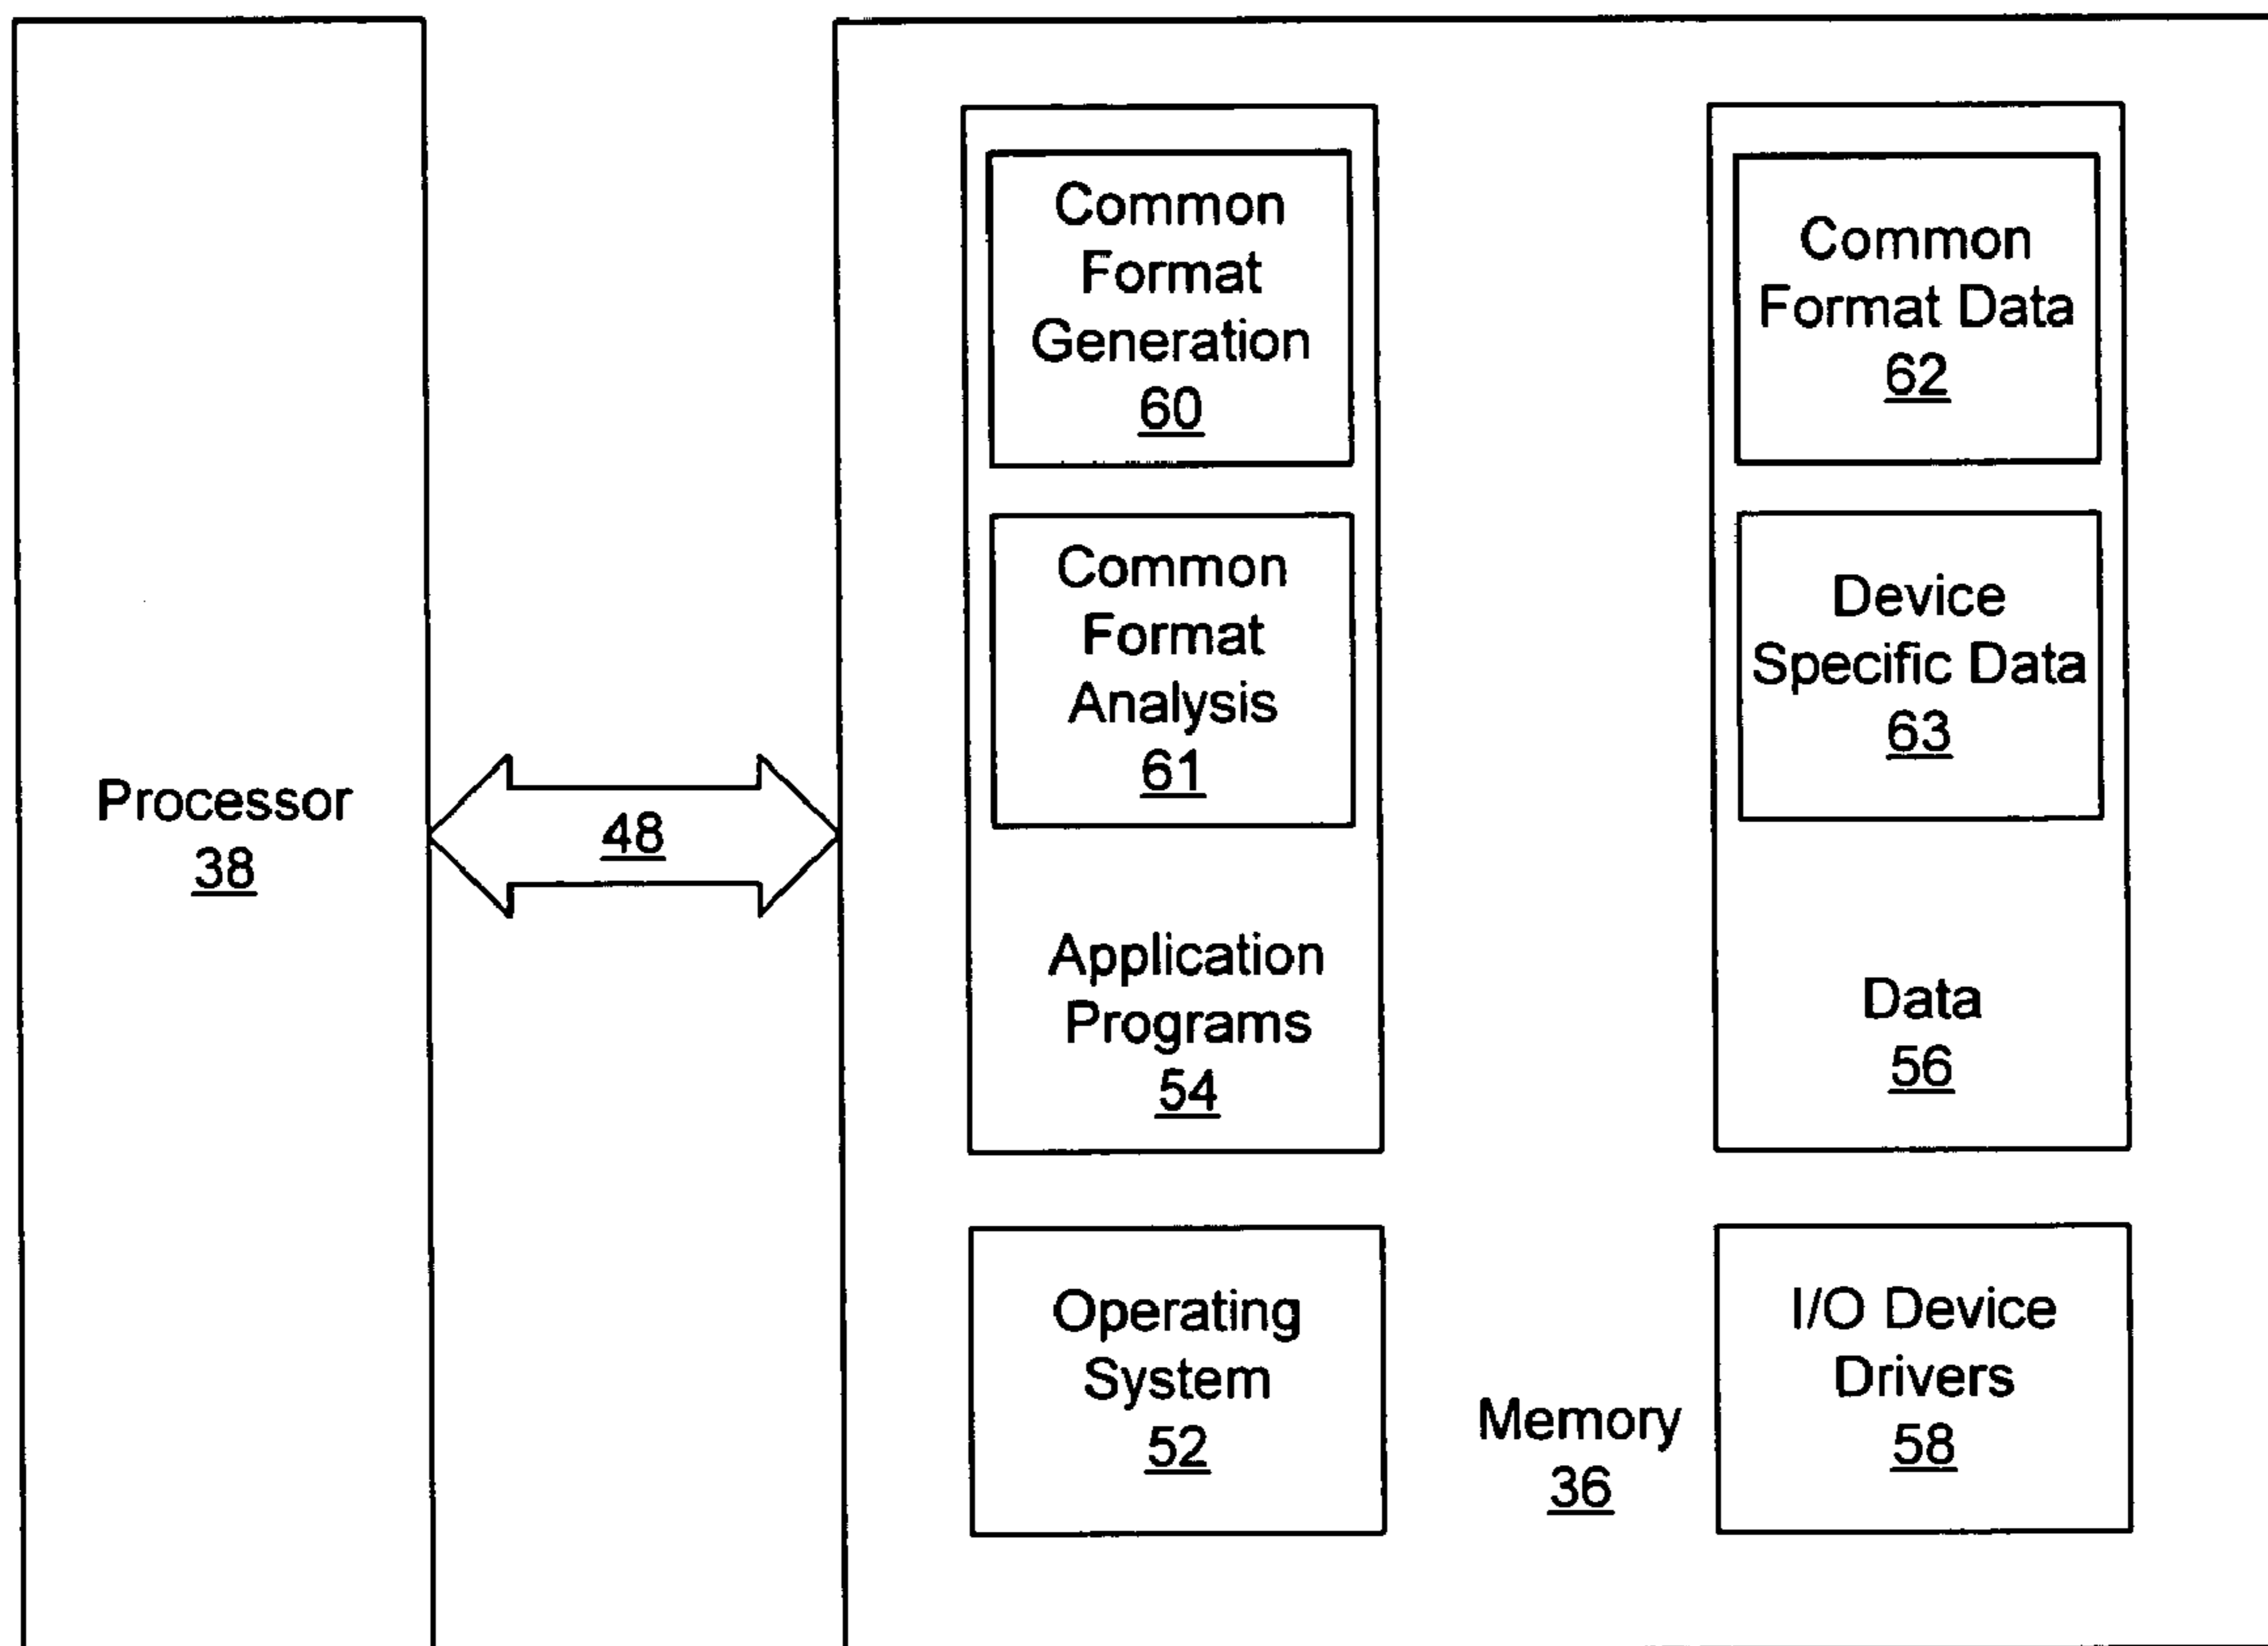 Processor
38
48
Common
Format
Generation
60
Common
Format
Analysis
61
Application
Programs
54
Operating
System
52
Memory
36
Common
Format Data
62
Device
Specific Data
63
Data
56
I/O Device
Drivers
58